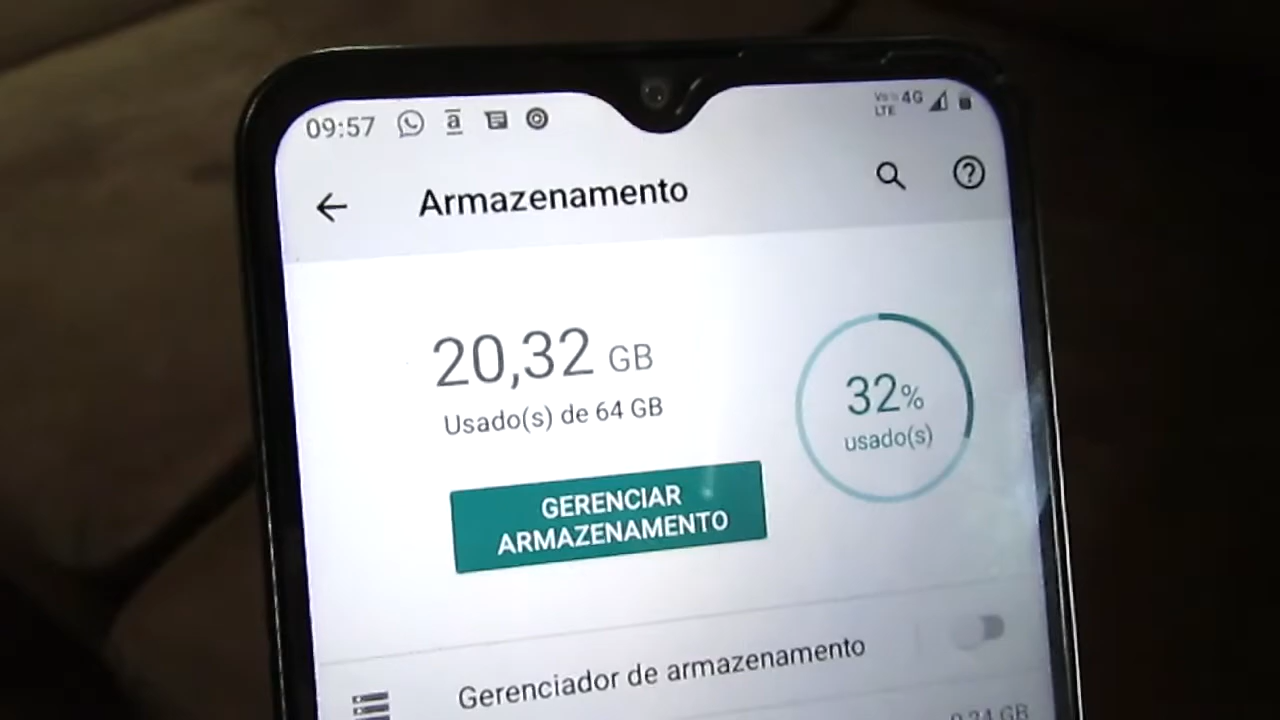 09:57
4G
LTE
Armazenamento
20,32 GB
Usado(s) de 64 GB
32%
usado(s)
GERENCIAR
ARMAZENAMENTO
Gerenciador de armazenamento
GB